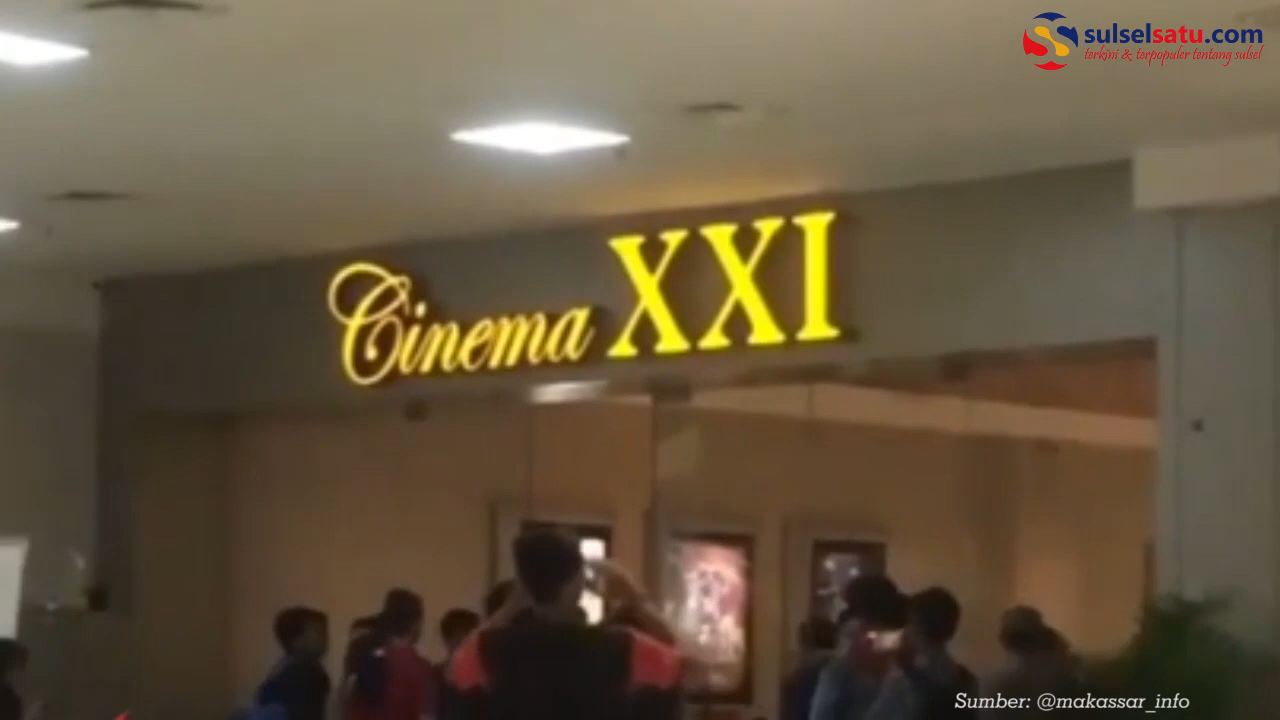 sulselsatu.com
terkini & terpopuler tentang sulsel
Cinema XXI
Sumber: @makassar_info